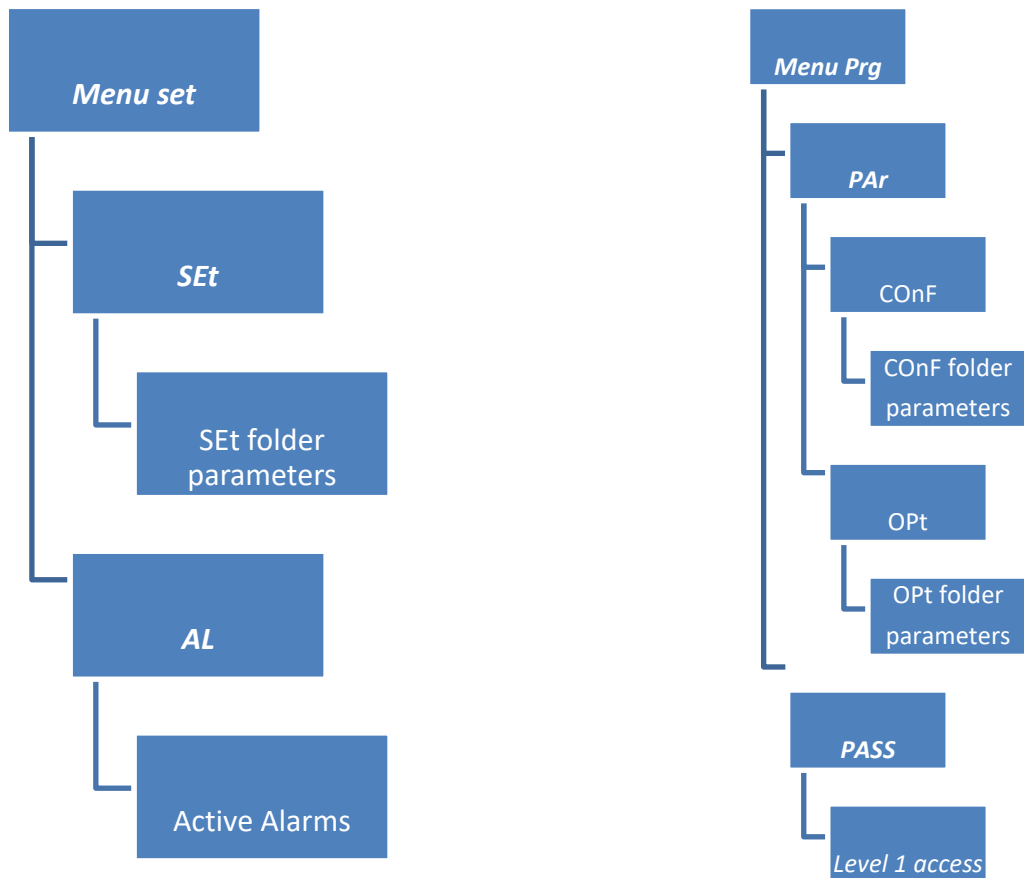 Menu set
SEt
SEt folder
parameters
AL
Active Alarms
Menu Prg
PAr
COnF
COnF folder
parameters
OPt
OPt folder
parameters
PASS
Level 1 access